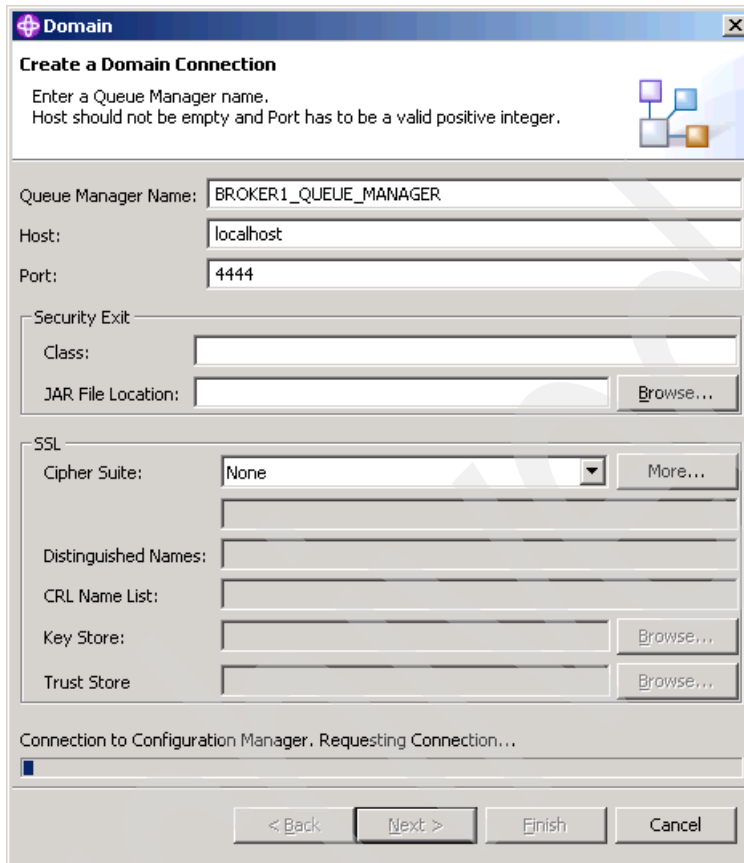 Domain
Create a Domain Connection
Enter a Queue Manager name.
Host should not be empty and Port has to be a valid positive integer.
Queue Manager Name: BROKER1_QUEUE_MANAGER
Host: localhost
Port: 4444
Security Exit
Class:
JAR File Location: Browse...
SSL
Cipher Suite: None More...
Distinguished Names:
CRL Name List:
Key Store: Browse...
Trust Store Browse...
Connection to Configuration Manager. Requesting Connection...
< Back Next > Finish Cancel